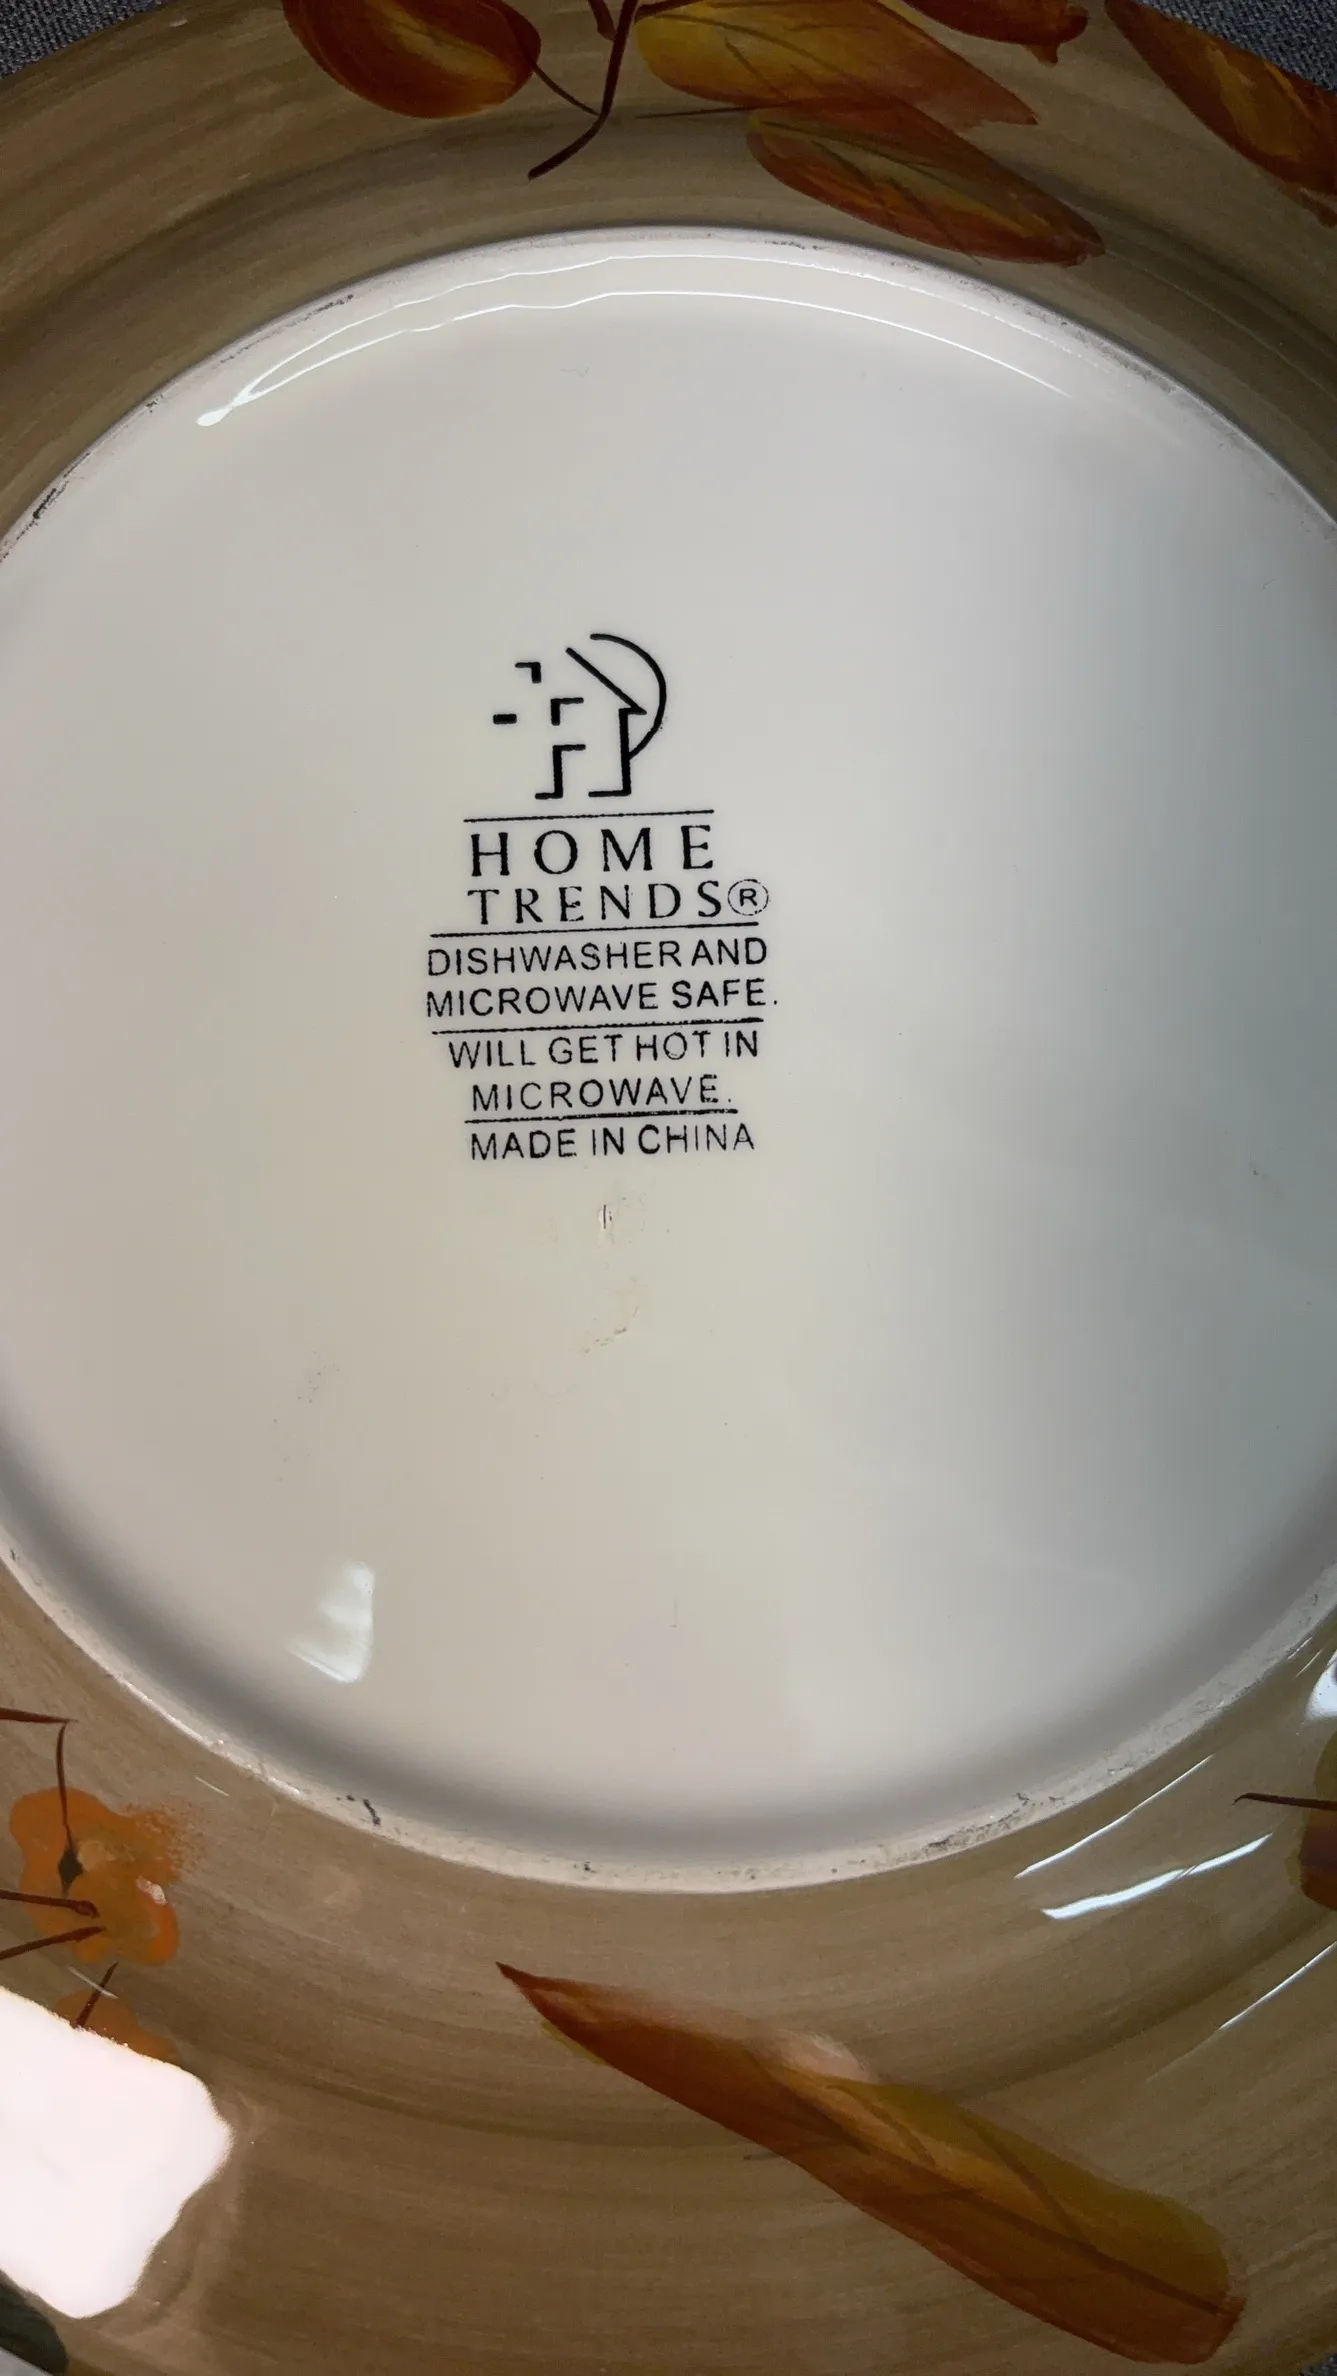 HOME
TRENDS®
DISHWASHER AND
MICROWAVE SAFE.
WILL GET HOT IN
MICROWAVE.
MADE IN CHINA